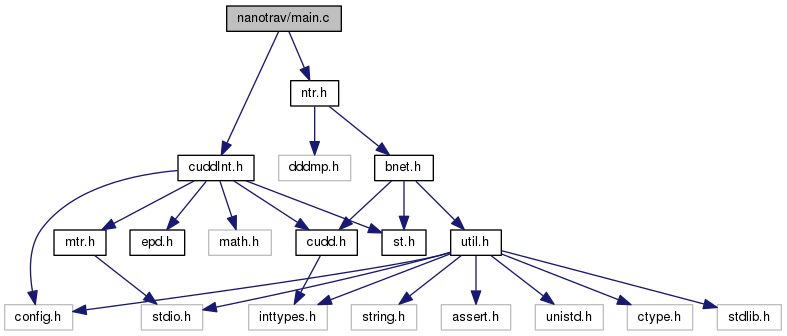 nanotrav/main.c
ntr.h
cuddInt.h
dddmp.h
bnet.h
mtr.h
epd.h
math.h
cudd.h
st.h
util.h
config.h
stdio.h
inttypes.h
string.h
assert.h
unistd.h
ctype.h
stdlib.h